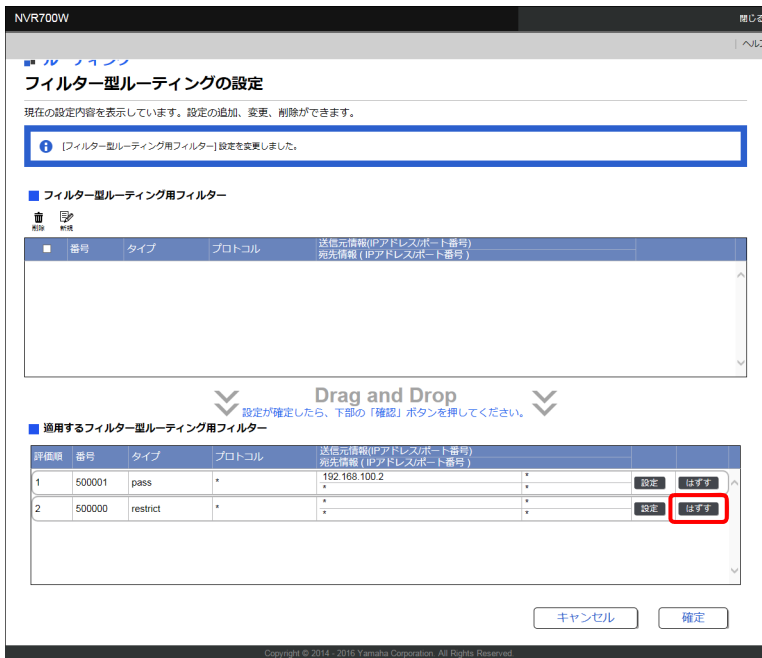 NVR700W
閉じる
ヘルプ
ルーティング
フィルター型ルーティングの設定
現在の設定内容を表示しています。設定の追加、変更、削除ができます。
[フィルター型ルーティング用フィルター] 設定を変更しました。
フィルター型ルーティング用フィルター
削除 新規
番号 タイプ プロトコル 送信元情報(IPアドレス/ポート番号)
宛先情報 ( IPアドレス/ポート番号 )
Drag and Drop
設定が確定したら、下部の「確認」ボタンを押してください。
適用するフィルター型ルーティング用フィルター
評価順 番号 タイプ プロトコル 送信元情報(IPアドレス/ポート番号)
宛先情報 ( IPアドレス/ポート番号 )
1 500001 pass * 192.168.100.2 * 設定 はずす
* *
2 500000 restrict * * * 設定 はずす
* *
キャンセル 確定
Copyright © 2014 - 2016 Yamaha Corporation. All Rights Reserved.